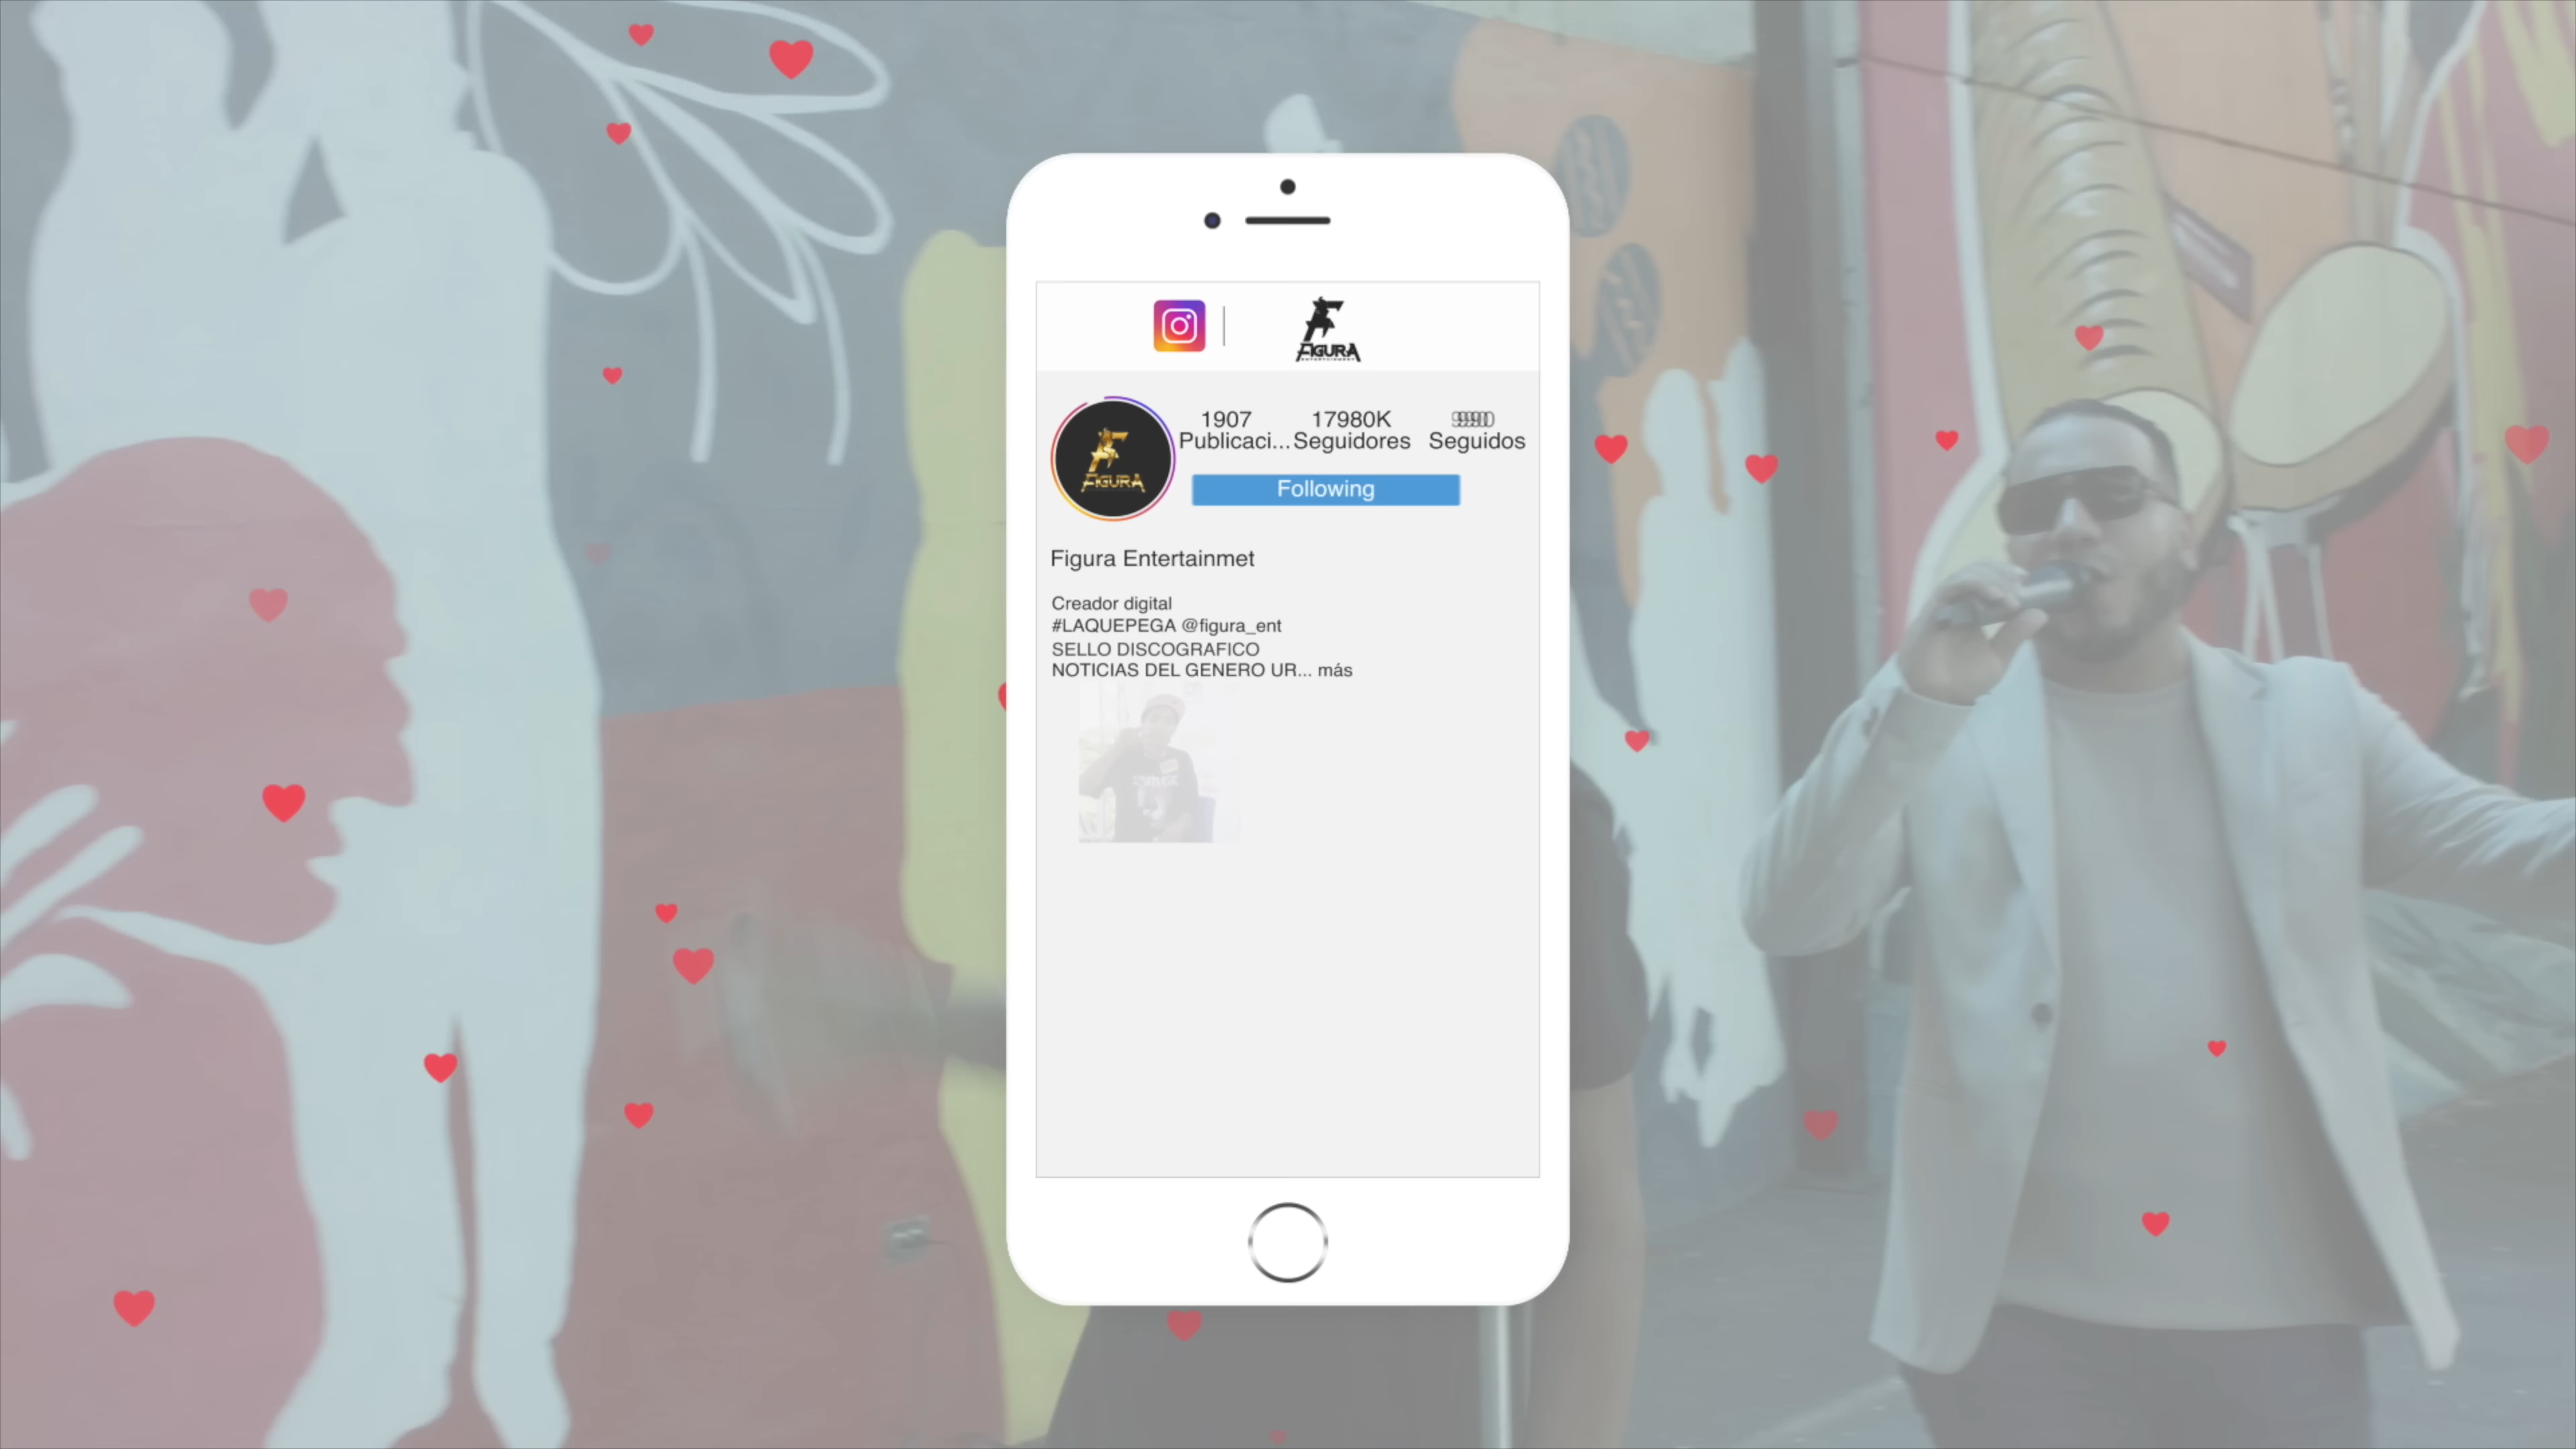 FIGURA
ENTERTAINMENT
1907 17980K
Publicaci... Seguidores Seguidos
FIGURA
Following
Figura Entertainmet
Creador digital
#LAQUEPEGA @figura_ent
SELLO DISCOGRAFICO
NOTICIAS DEL GENERO UR... más